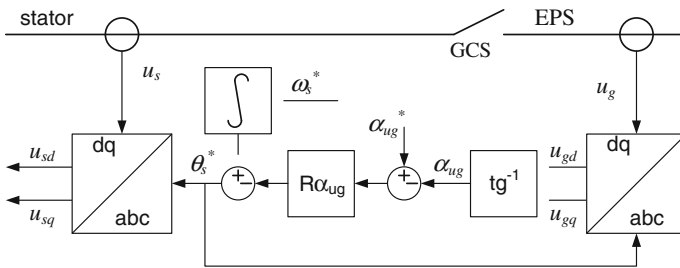 stator
GCS
EPS
u_s
ω_s^*
u_g
α_ug^*
dq
abc
u_sd
u_sq
θ_s^*
+
−
Rα_ug
+
−
α_ug
tg^-1
u_gd
u_gq
dq
abc
∫